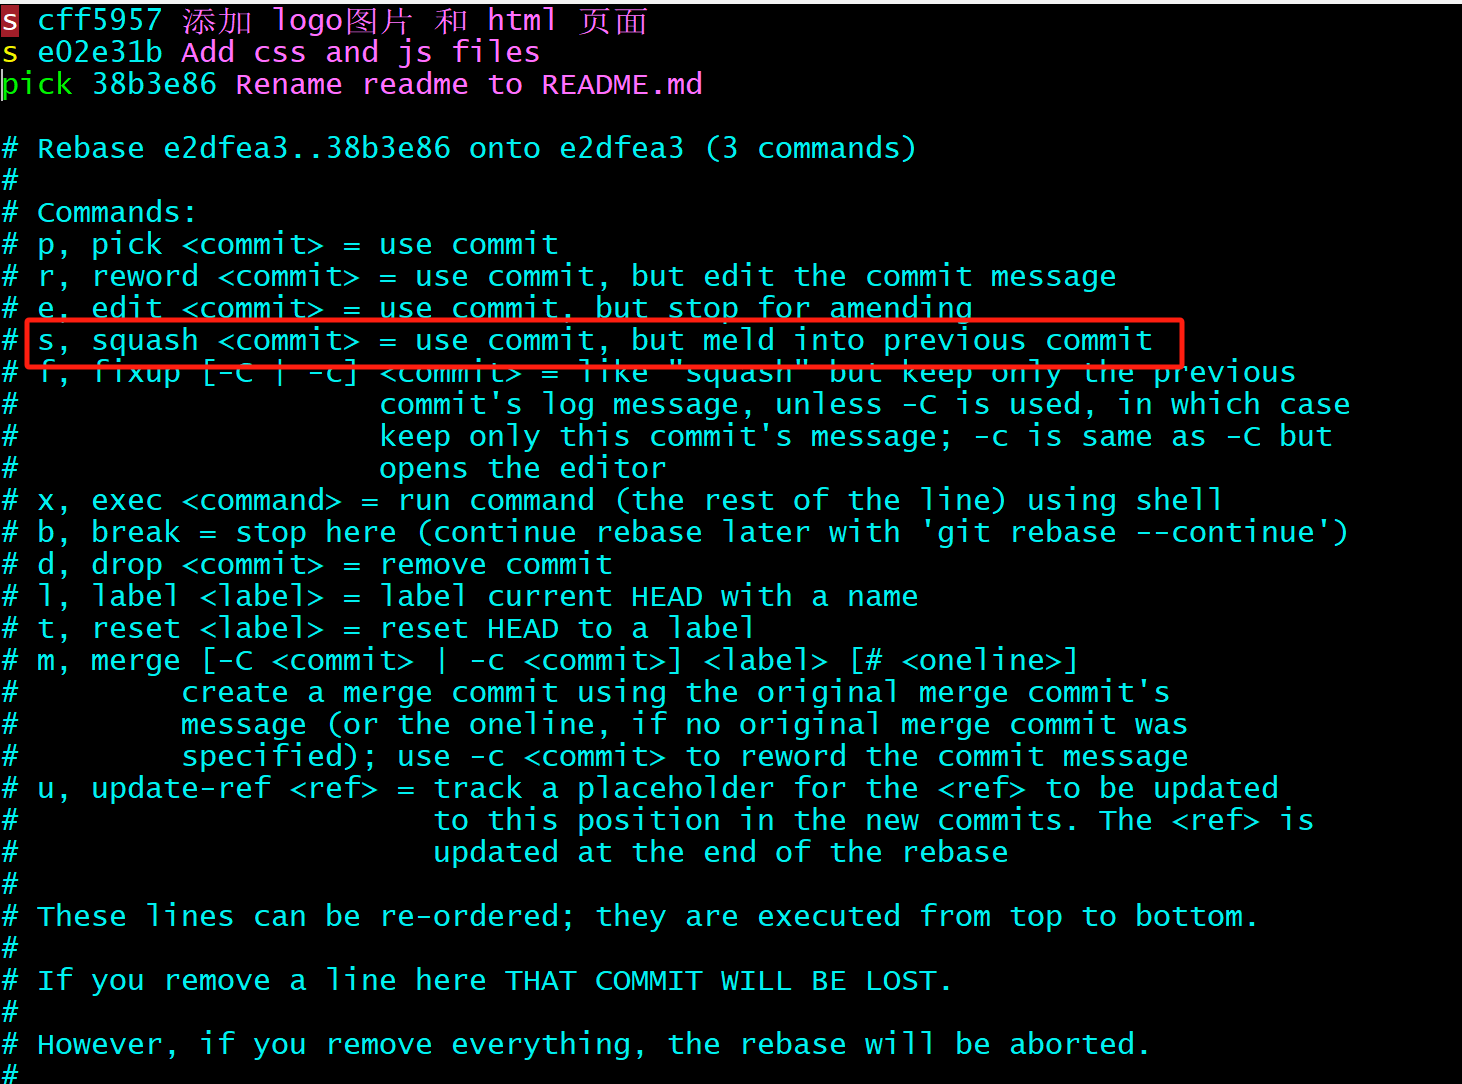 s cff5957 添加 logo图片 和 html 页面
s e02e31b Add css and js files
pick 38b3e86 Rename readme to README.md
# Rebase e2dfea3..38b3e86 onto e2dfea3 (3 commands)
#
# Commands:
# p, pick <commit> = use commit
# r, reword <commit> = use commit, but edit the commit message
# e, edit <commit> = use commit, but stop for amending
# s, squash <commit> = use commit, but meld into previous commit
# f, fixup [-C | -c] <commit> = like "squash" but keep only the previous
#                    commit's log message, unless -C is used, in which case
#                    keep only this commit's message; -c is same as -C but
#                    opens the editor
# x, exec <command> = run command (the rest of the line) using shell
# b, break = stop here (continue rebase later with 'git rebase --continue')
# d, drop <commit> = remove commit
# l, label <label> = label current HEAD with a name
# t, reset <label> = reset HEAD to a label
# m, merge [-C <commit> | -c <commit>] <label> [# <oneline>]
#         create a merge commit using the original merge commit's
#         message (or the oneline, if no original merge commit was
#         specified); use -c <commit> to reword the commit message
# u, update-ref <ref> = track a placeholder for the <ref> to be updated
#                       to this position in the new commits. The <ref> is
#                       updated at the end of the rebase
#
# These lines can be re-ordered; they are executed from top to bottom.
#
# If you remove a line here THAT COMMIT WILL BE LOST.
#
# However, if you remove everything, the rebase will be aborted.
#